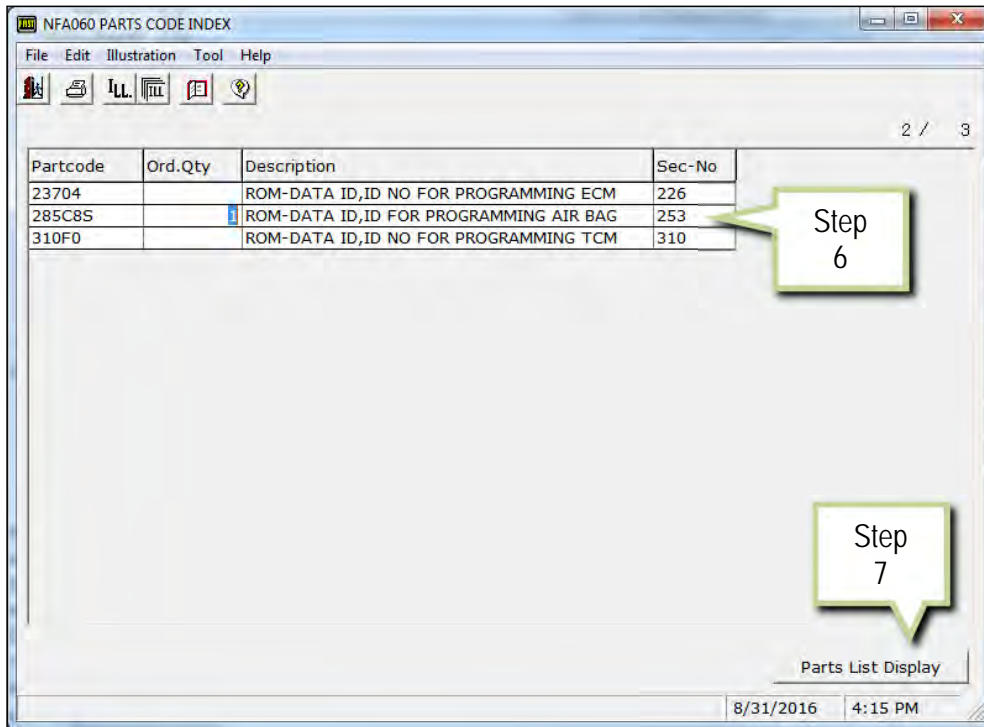 NFA060 PARTS CODE INDEX
File Edit Illustration Tool Help
ILL. ILL
2 / 3
Partcode Ord.Qty Description Sec-No
23704 ROM-DATA ID,ID NO FOR PROGRAMMING ECM 226
285C8S 1 ROM-DATA ID,ID FOR PROGRAMMING AIR BAG 253
310F0 ROM-DATA ID,ID NO FOR PROGRAMMING TCM 310
Step
6
Step
7
Parts List Display
8/31/2016 4:15 PM